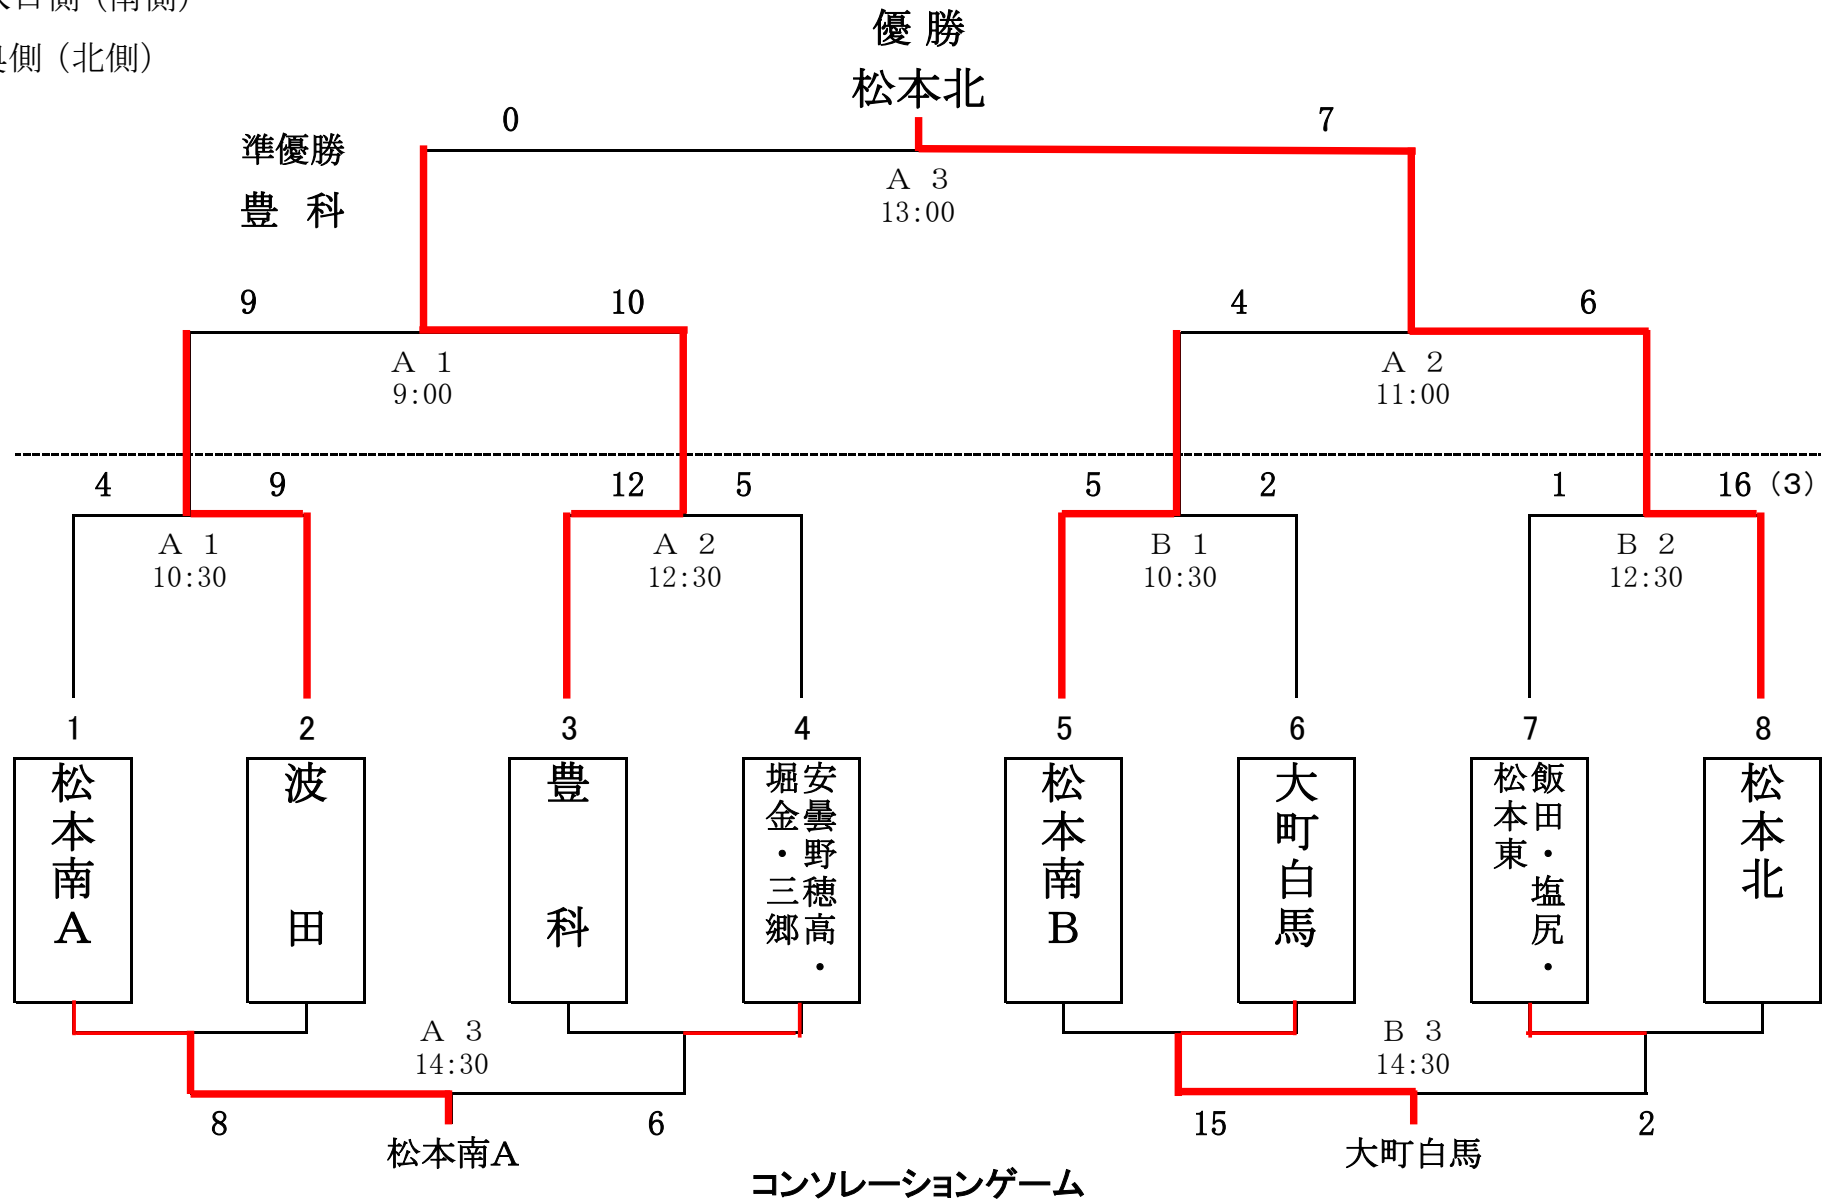 側（南側）
側（北側）
優 勝
松本北
0
7
準優勝
豊 科
A 3
13:00
9
10
4
6
A 1
9:00
A 2
11:00
4
9
12
5
5
2
1
16（3）
A 1
10:30
A 2
12:30
B 1
10:30
B 2
12:30
1
2
3
4
5
6
7
8
松本南A
波田
豊科
安曇野穂高・
堀金・三郷
松本南B
大町白馬
飯田・塩尻・
松本東
松本北
A 3
14:30
B 3
14:30
8
6
15
2
松本南A
大町白馬
コンソレーションゲーム